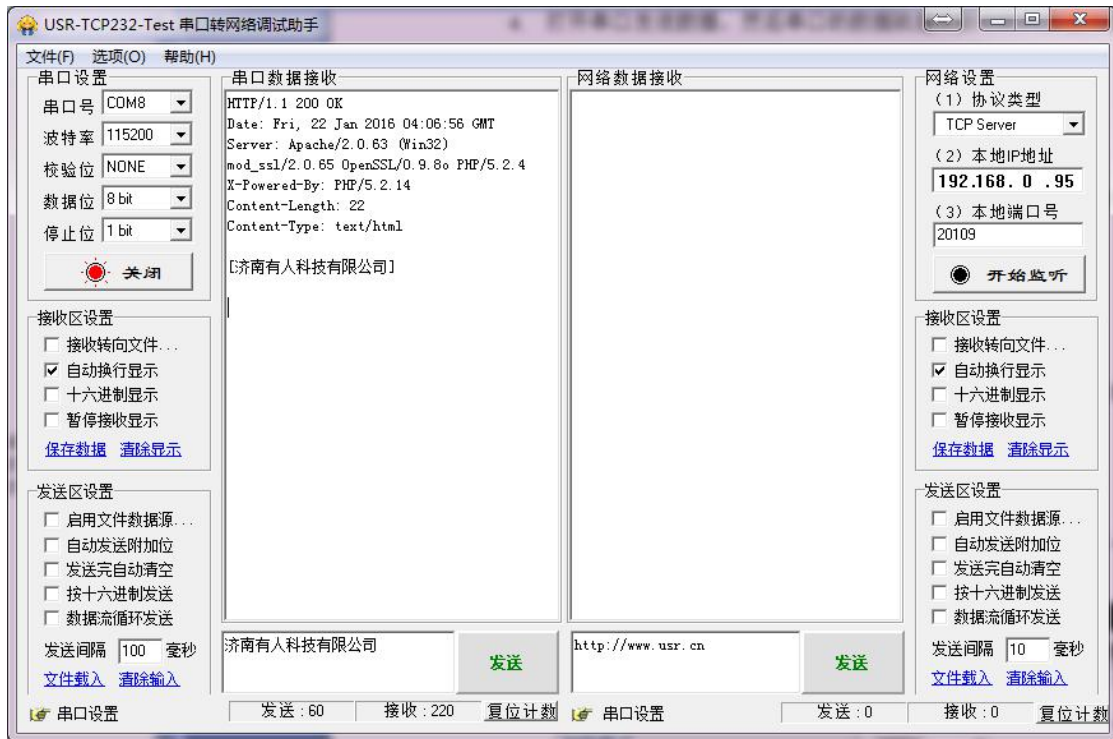 USR-TCP232-Test 串口转网络调试助手
文件(F) 选项(O) 帮助(H)
串口设置
串口号 COM8
波特率 115200
校验位 NONE
数据位 8 bit
停止位 1 bit
关闭
接收区设置
接收转向文件...
自动换行显示
十六进制显示
暂停接收显示
保存数据 清除显示
发送区设置
启用文件数据源...
自动发送附加位
发送完自动清空
按十六进制发送
数据流循环发送
发送间隔 100 毫秒
文件载入 清除输入
串口数据接收
HTTP/1.1 200 OK
Date: Fri, 22 Jan 2016 04:06:56 GMT
Server: Apache/2.0.63 (Win32)
mod_ssl/2.0.65 OpenSSL/0.9.8o PHP/5.2.4
X-Powered-By: PHP/5.2.14
Content-Length: 22
Content-Type: text/html
[济南有人科技有限公司]
济南有人科技有限公司
发送
网络数据接收
http://www.usr.cn
发送
网络设置
(1) 协议类型
TCP Server
(2) 本地IP地址
192.168. 0 .95
(3) 本地端口号
20109
开始监听
接收区设置
接收转向文件...
自动换行显示
十六进制显示
暂停接收显示
保存数据 清除显示
发送区设置
启用文件数据源...
自动发送附加位
发送完自动清空
按十六进制发送
数据流循环发送
发送间隔 10 毫秒
文件载入 清除输入
串口设置 发送:60 接收:220 复位计数
串口设置 发送:0 接收:0 复位计数